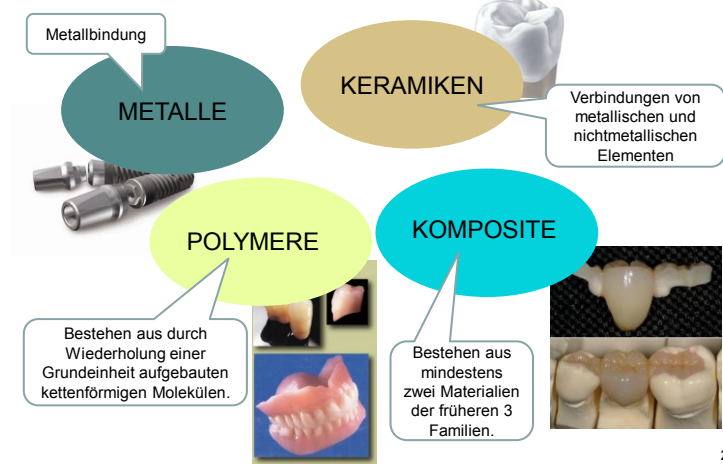 Metallbindung
METALLE
KERAMIKEN
Verbindungen von
metallischen und
nichtmetallischen
Elementen
POLYMERE
KOMPOSITE
Bestehen aus durch
Wiederholung einer
Grundeinheit aufgebauten
kettenförmigen Molekülen.
Bestehen aus
mindestens
zwei Materialien
der früheren 3
Familien.